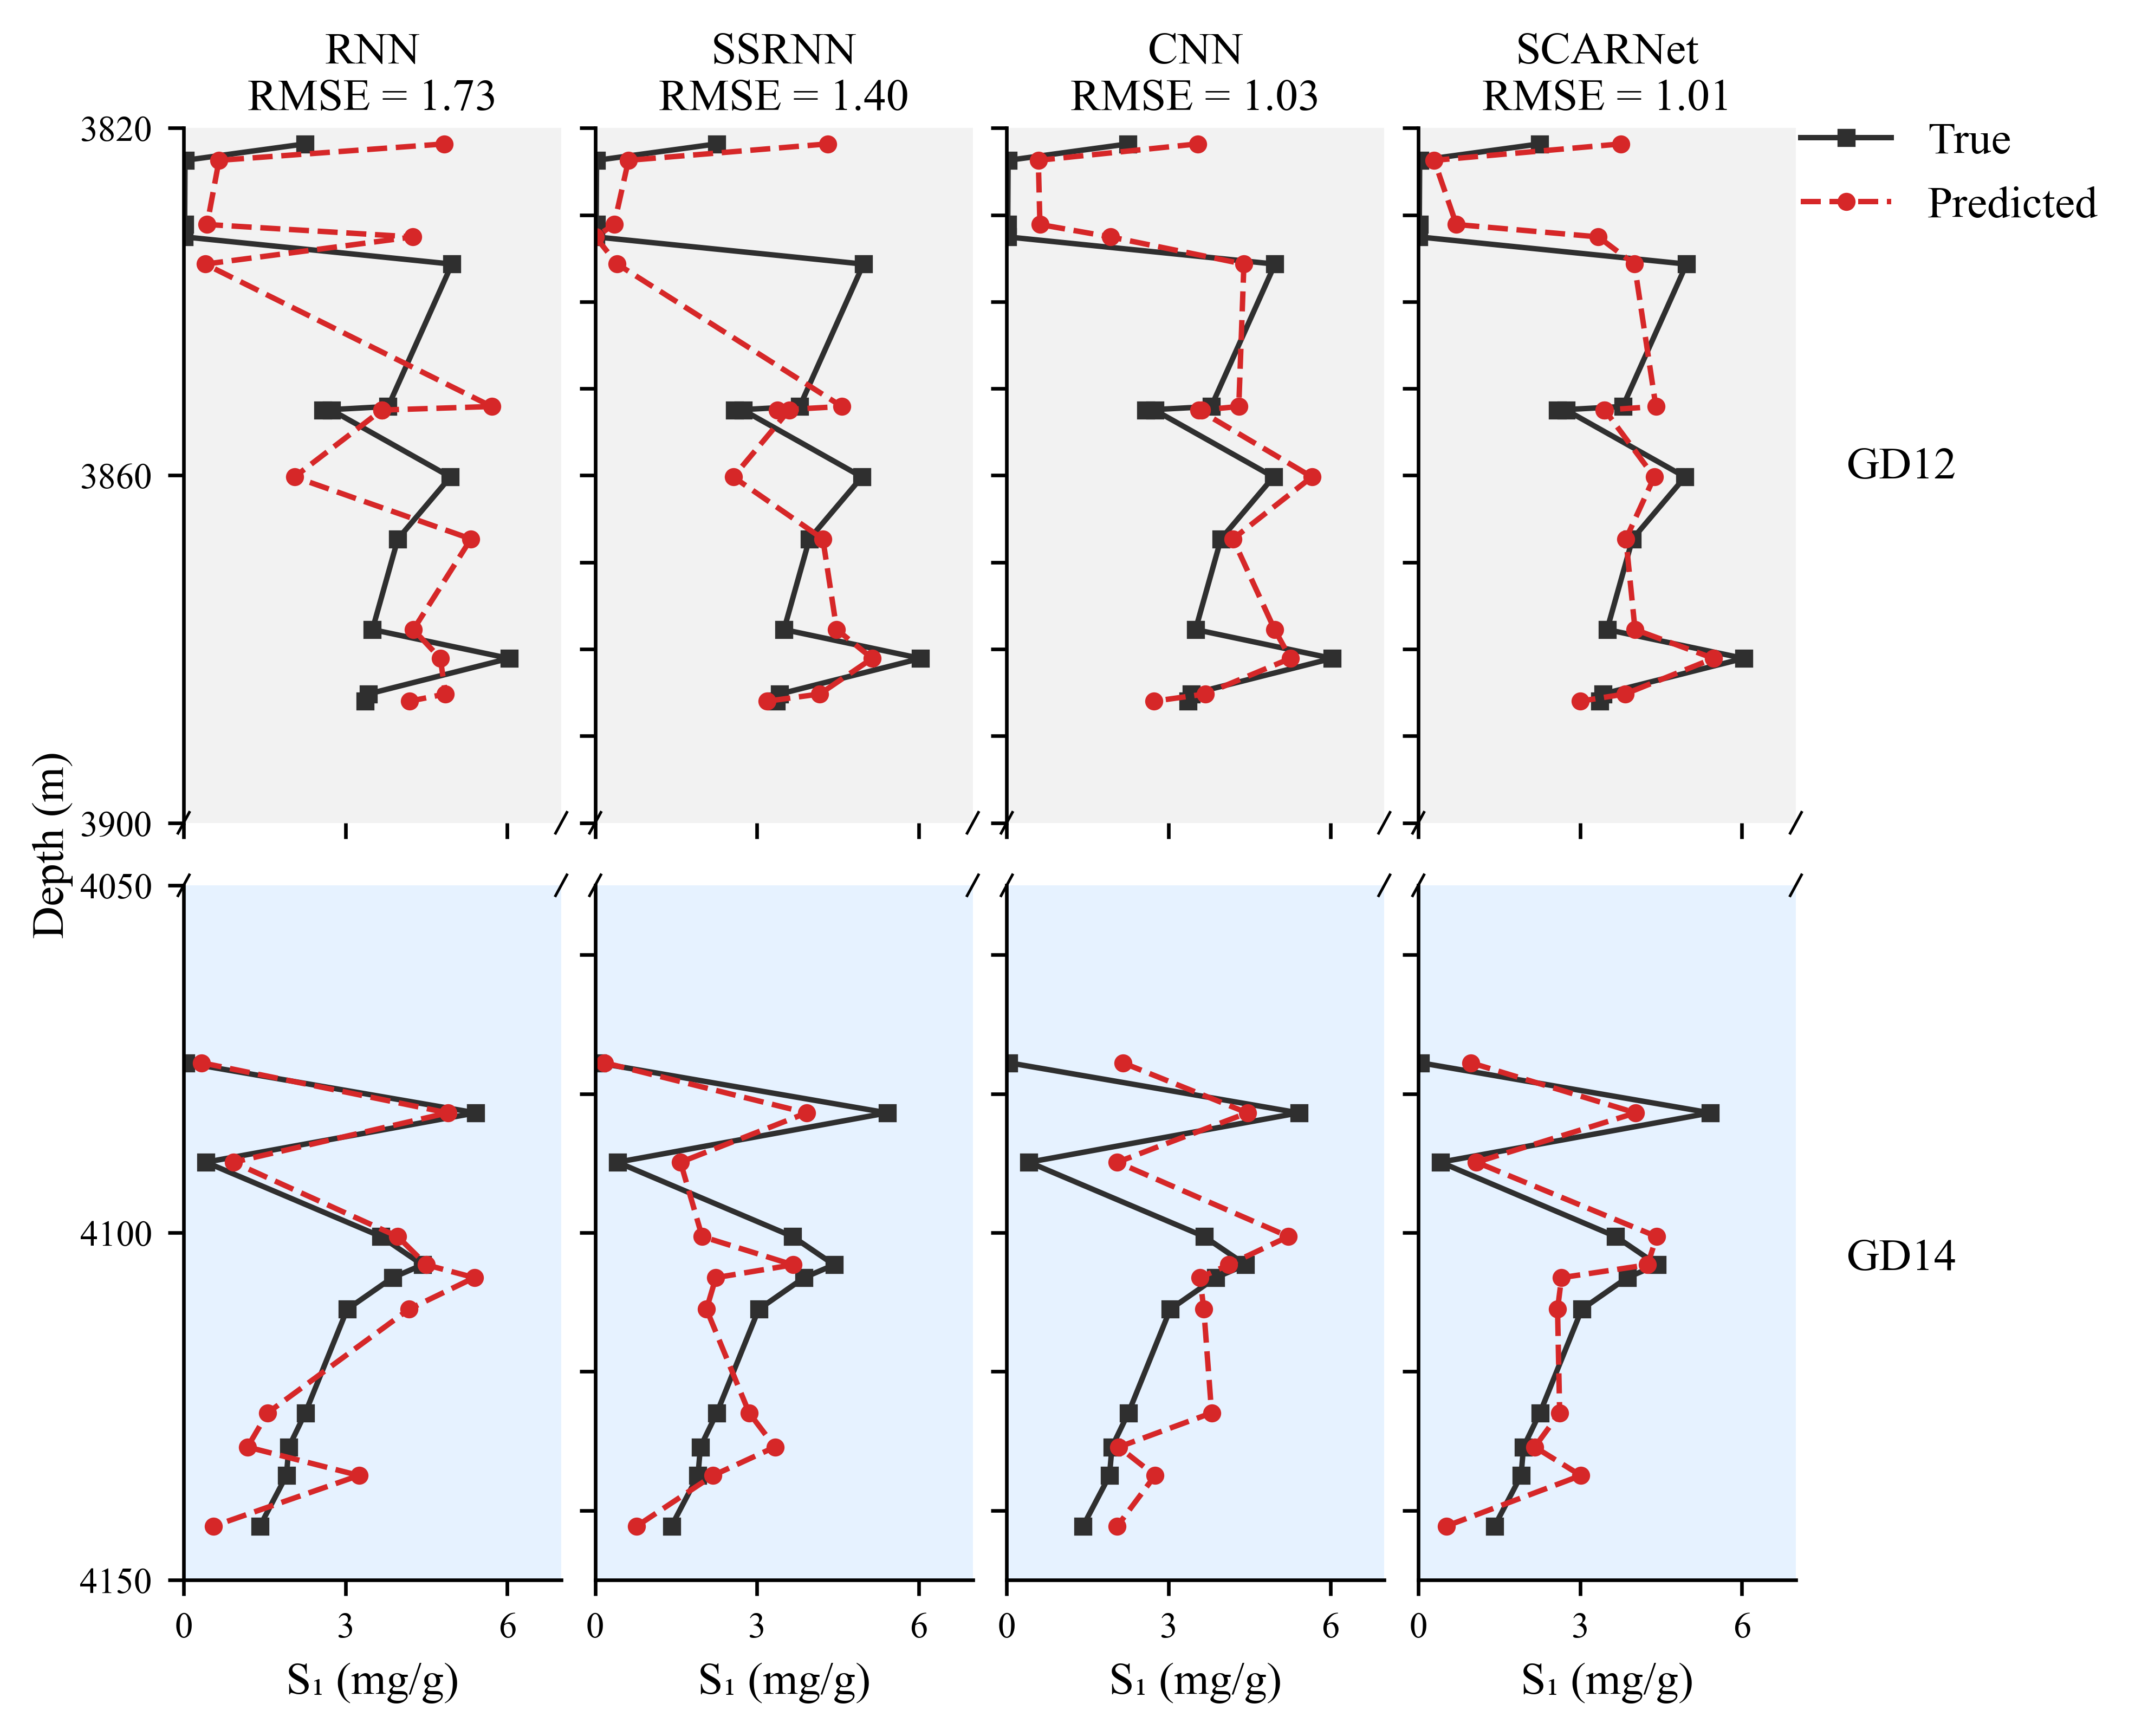 RNN
RMSE = 1.73
SSRNN
RMSE = 1.40
CNN
RMSE = 1.03
SCARNet
RMSE = 1.01
True
Predicted
3820
3860
3900
GD12
Depth (m)
4050
4100
4150
GD14
0 3 6
0 3 6
0 3 6
0 3 6
S₁ (mg/g)
S₁ (mg/g)
S₁ (mg/g)
S₁ (mg/g)